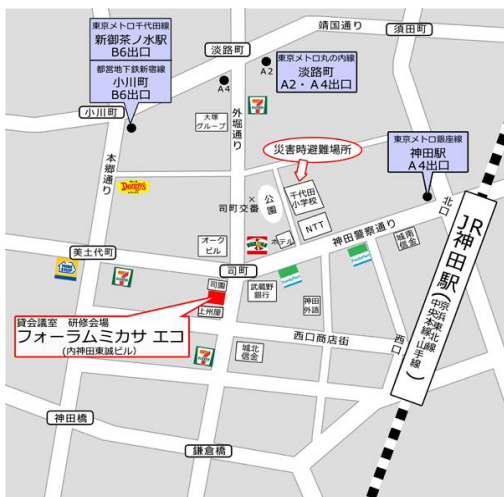 東京メトロ千代田線
新御茶ノ水駅
B6出口
都営地下鉄新宿線
小川町
B6出口
靖国通り
須田町
淡路町
東京メトロ丸の内線
淡路町
A2・A4出口
A4
A2
小川町
大塚
グループ
外堀通り
本郷通り
災害時避難場所
東京メトロ銀座線
神田駅
A4出口
北口
公園
千代田
小学校
司町交番
NTT
神田警察通り
城南
信金
JR神田駅
(京浜東北線
中央本線・山手線)
美土代町
オーク
ビル
ホテル
司町
FamilyMart
司園
武蔵野
銀行
FamilyMart
神田
外語
上州屋
貸会議室 研修会場
フォーラムミカサ エコ
(内神田東誠ビル)
西口商店街
西口
城北
信金
神田橋
鎌倉橋